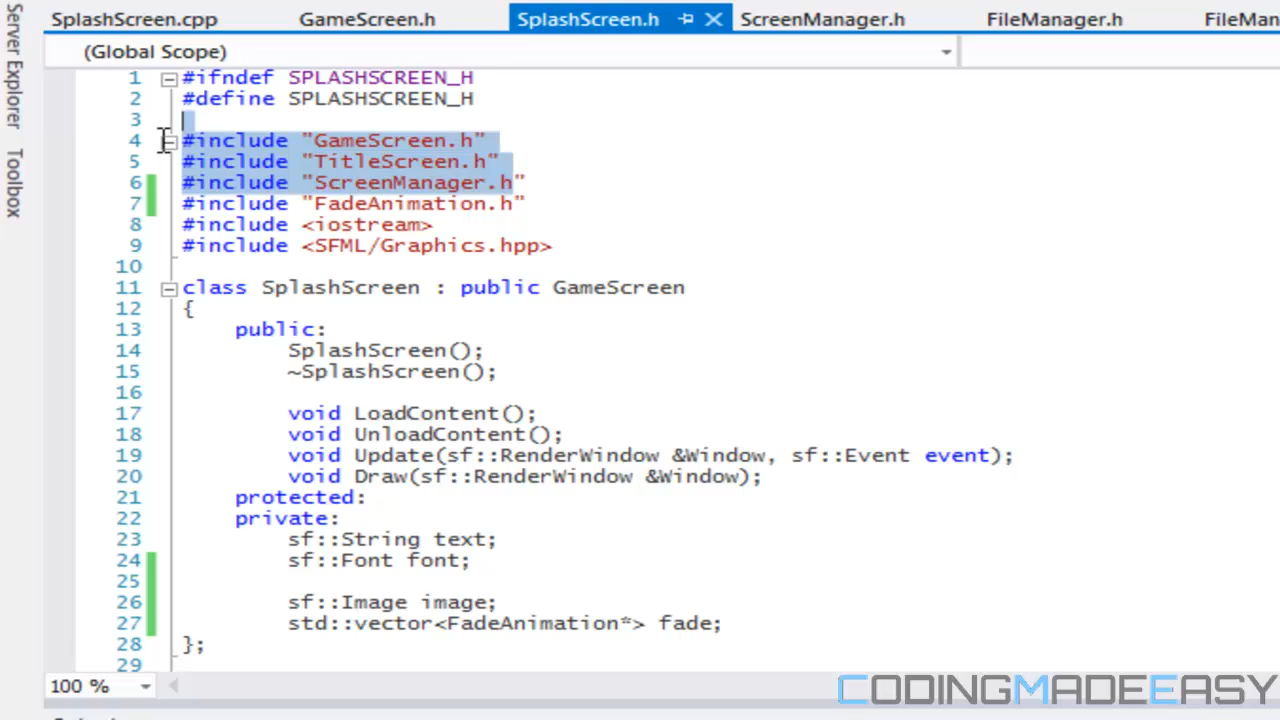 SplashScreen.cpp GameScreen.h SplashScreen.h ScreenManager.h FileManager.h FileMan
Server Explorer
Toolbox
(Global Scope)
1 #ifndef SPLASHSCREEN_H
2 #define SPLASHSCREEN_H
3
4 #include "GameScreen.h"
5 #include "TitleScreen.h"
6 #include "ScreenManager.h"
7 #include "FadeAnimation.h"
8 #include <iostream>
9 #include <SFML/Graphics.hpp>
10
11 class SplashScreen : public GameScreen
12 {
13 public:
14 SplashScreen();
15 ~SplashScreen();
16
17 void LoadContent();
18 void UnloadContent();
19 void Update(sf::RenderWindow &Window, sf::Event event);
20 void Draw(sf::RenderWindow &Window);
21 protected:
22 private:
23 sf::String text;
24 sf::Font font;
25
26 sf::Image image;
27 std::vector<FadeAnimation*> fade;
28 };
29
100 %
CODINGMADEEASY